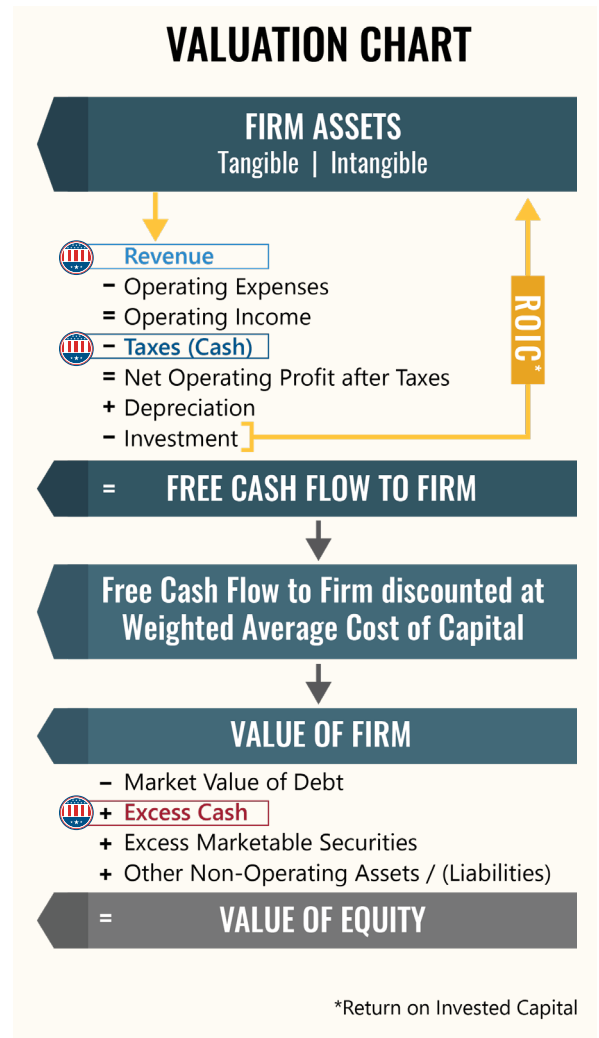 VALUATION CHART
FIRM ASSETS
Tangible | Intangible
Revenue
– Operating Expenses
= Operating Income
– Taxes (Cash)
= Net Operating Profit after Taxes
+ Depreciation
– Investment
ROIC*
= FREE CASH FLOW TO FIRM
Free Cash Flow to Firm discounted at
Weighted Average Cost of Capital
VALUE OF FIRM
– Market Value of Debt
+ Excess Cash
+ Excess Marketable Securities
+ Other Non-Operating Assets / (Liabilities)
= VALUE OF EQUITY
*Return on Invested Capital